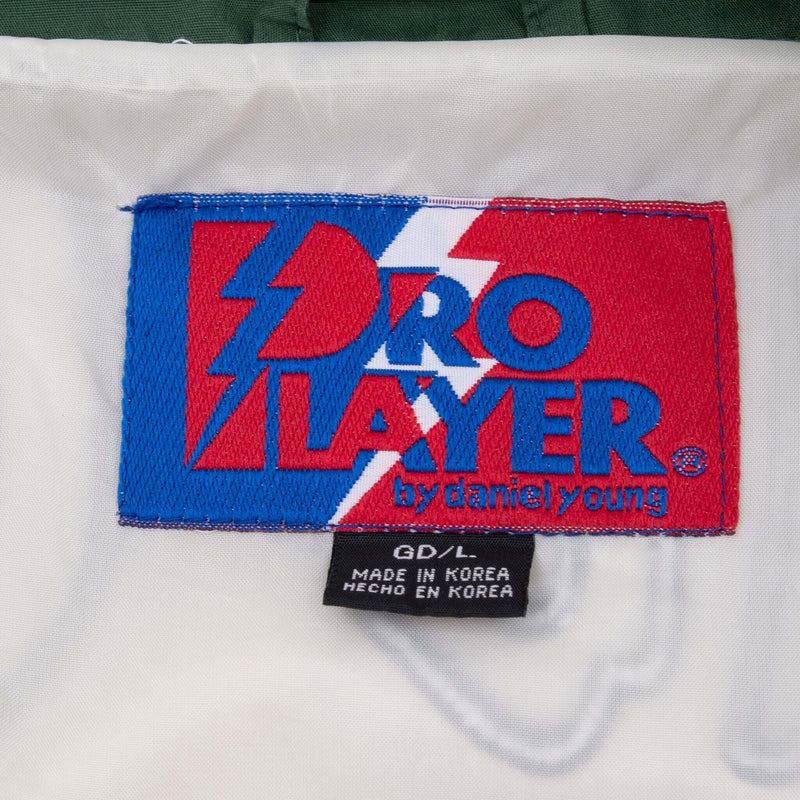 PRO
PLAYER®
by daniel young
GD/L.
MADE IN KOREA
HECHO EN KOREA